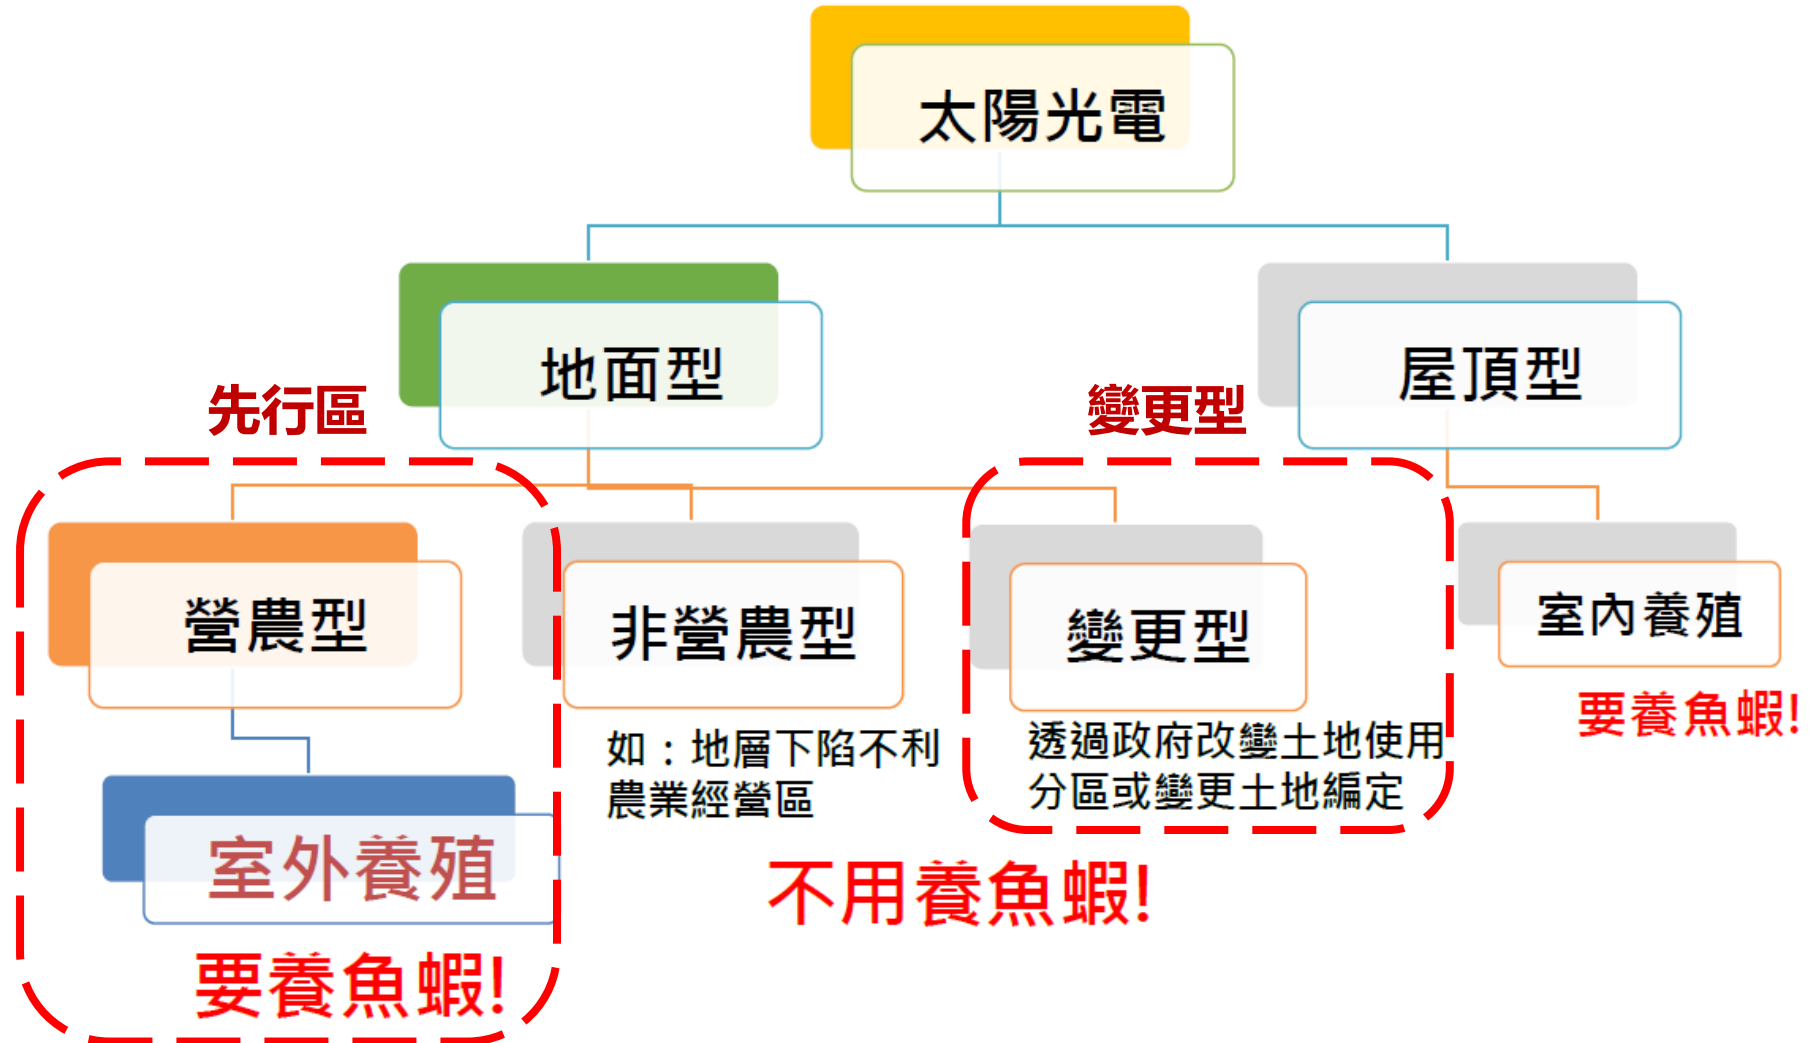 太陽光電
地面型
屋頂型
先行區
變更型
營農型
非營農型
變更型
室內養殖
要養魚蝦!
如：地層下陷不利
農業經營區
透過政府改變土地使用
分區或變更土地編定
室外養殖
不用養魚蝦!
要養魚蝦!